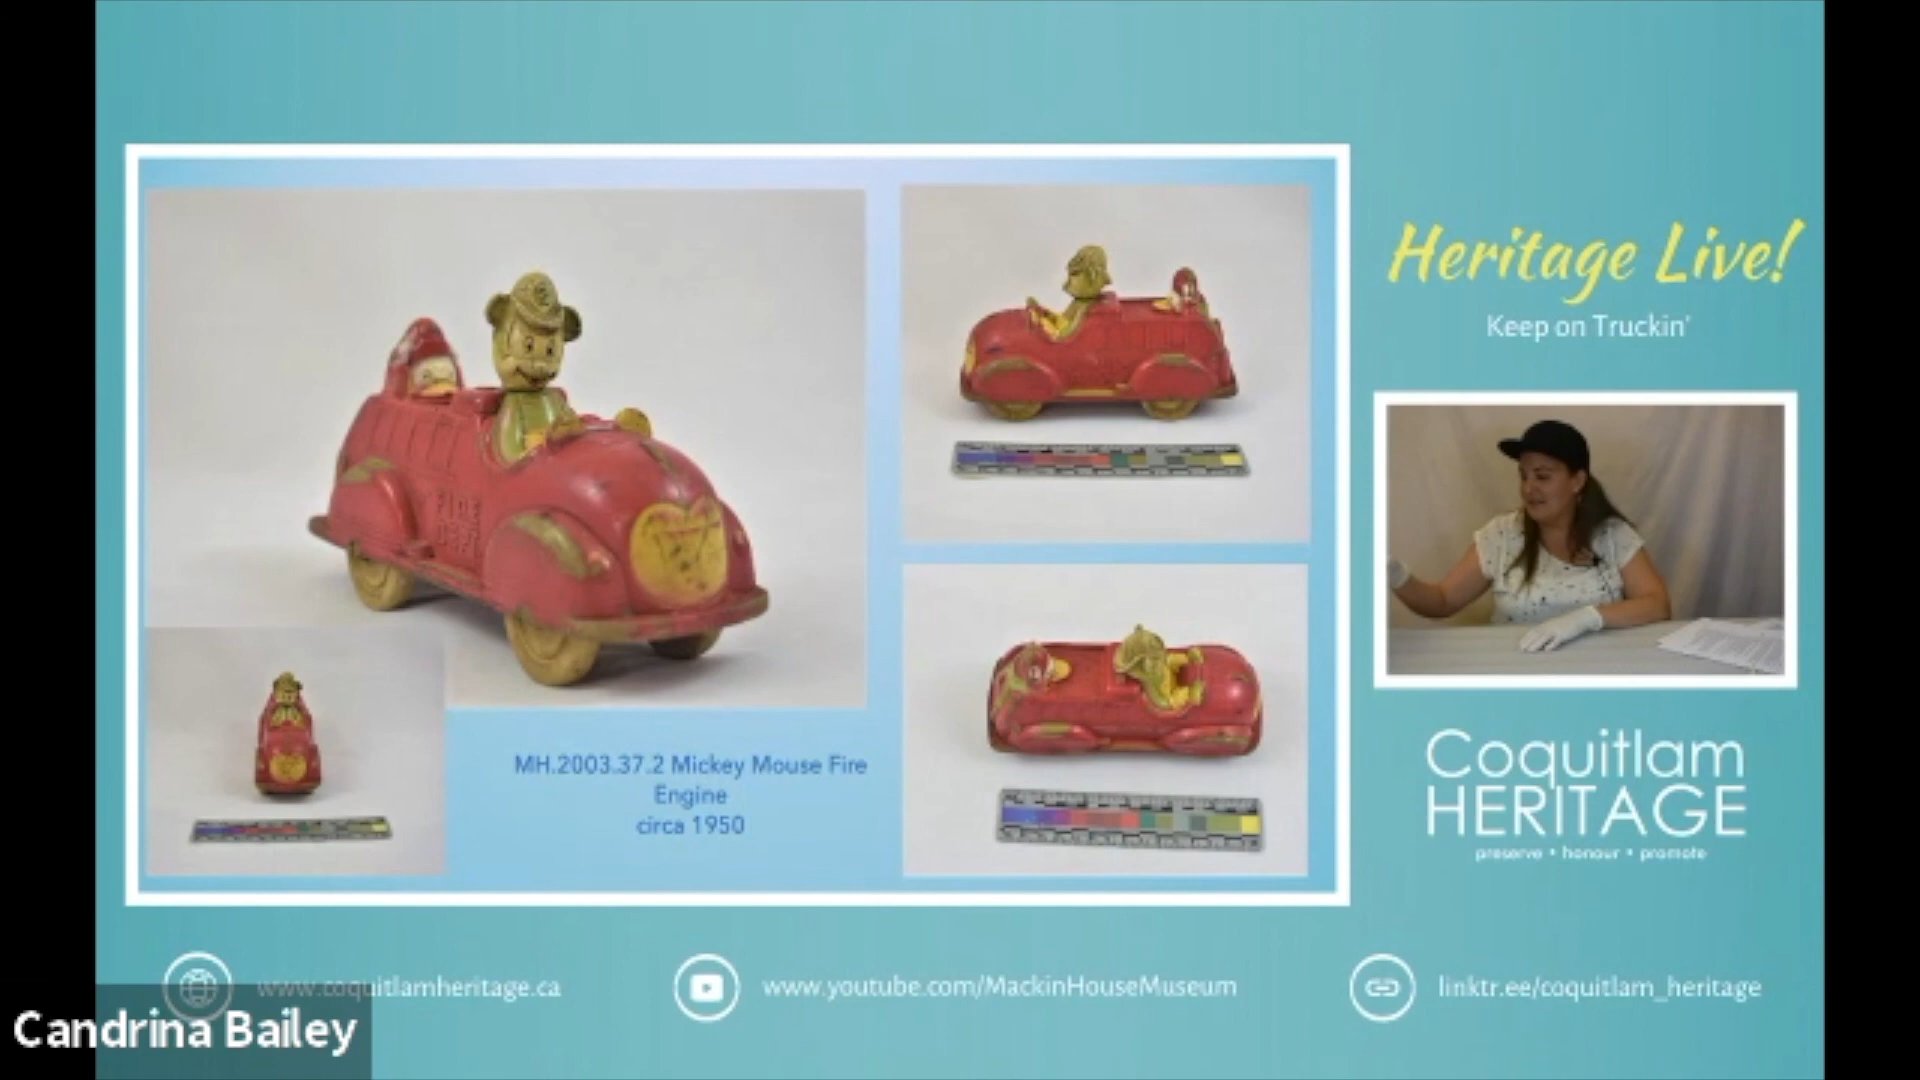 Heritage Live!
Keep on Truckin'
MH.2003.37.2 Mickey Mouse Fire
Engine
circa 1950
Coquitlam
HERITAGE
preserve • honour • promote
www.coquitlamheritage.ca
www.youtube.com/MackinHouseMuseum
linktr.ee/coquitlam_heritage
Candrina Bailey